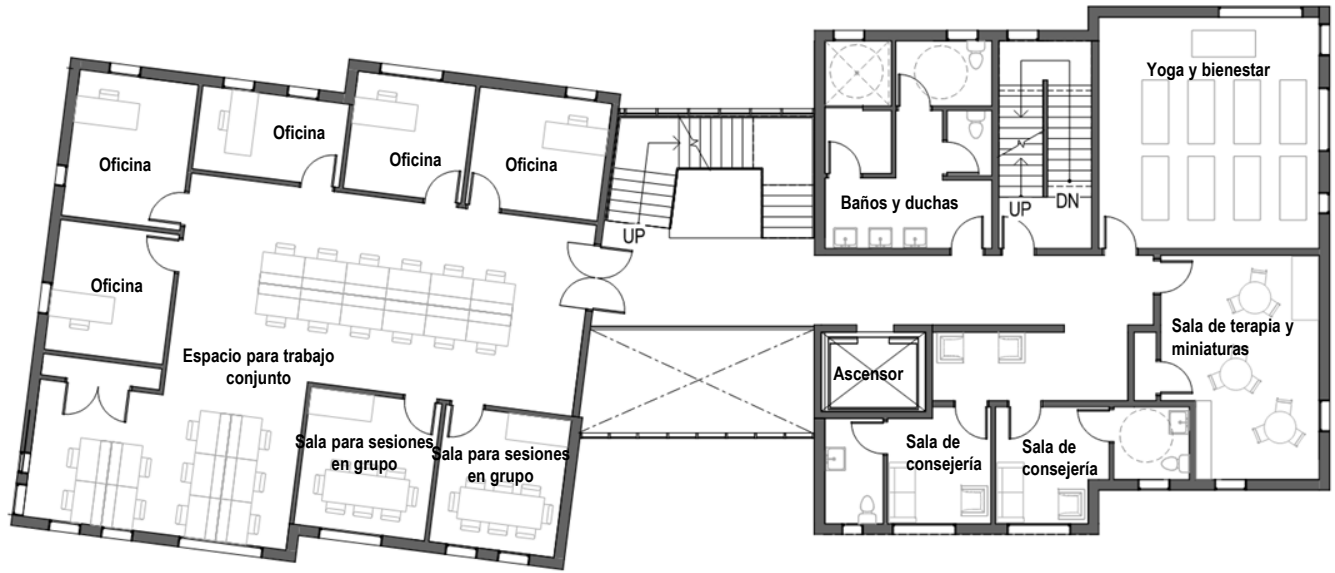 Yoga y bienestar
Oficina
Oficina
Oficina
Oficina
Baños y duchas
UP
DN
UP
Oficina
Espacio para trabajo
conjunto
Sala de terapia y
miniaturas
Ascensor
Sala para sesiones
en grupo
Sala para sesiones
en grupo
Sala de
consejería
Sala de
consejería